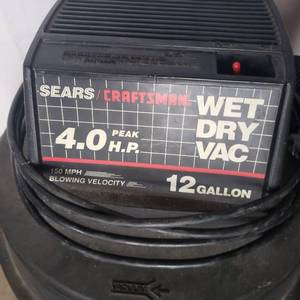 SEARS / CRAFTSMAN
WET
DRY
VAC
4.0 PEAK H.P.
150 MPH
BLOWING VELOCITY
12 GALLON